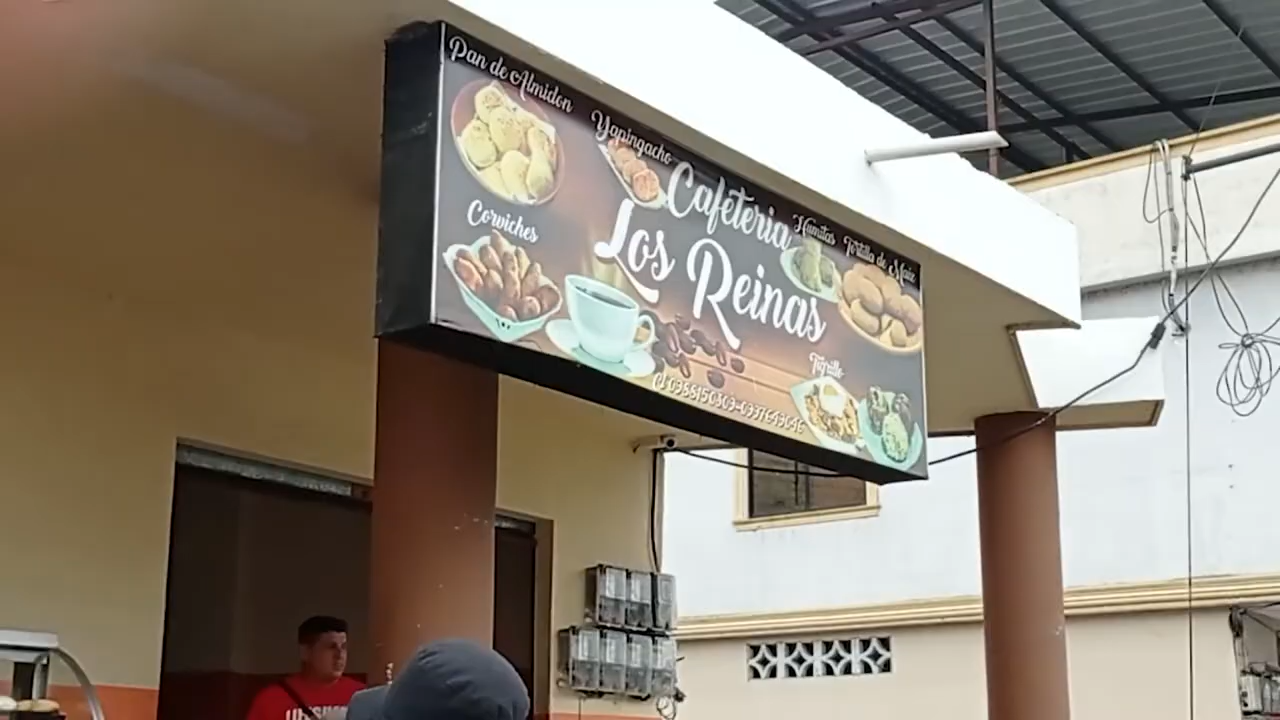 Pan de Almidon
Yapingacho
Corviches
Cafeteria
Los Reinas
Humitas
Tortilla de Maiz
Tigrillo